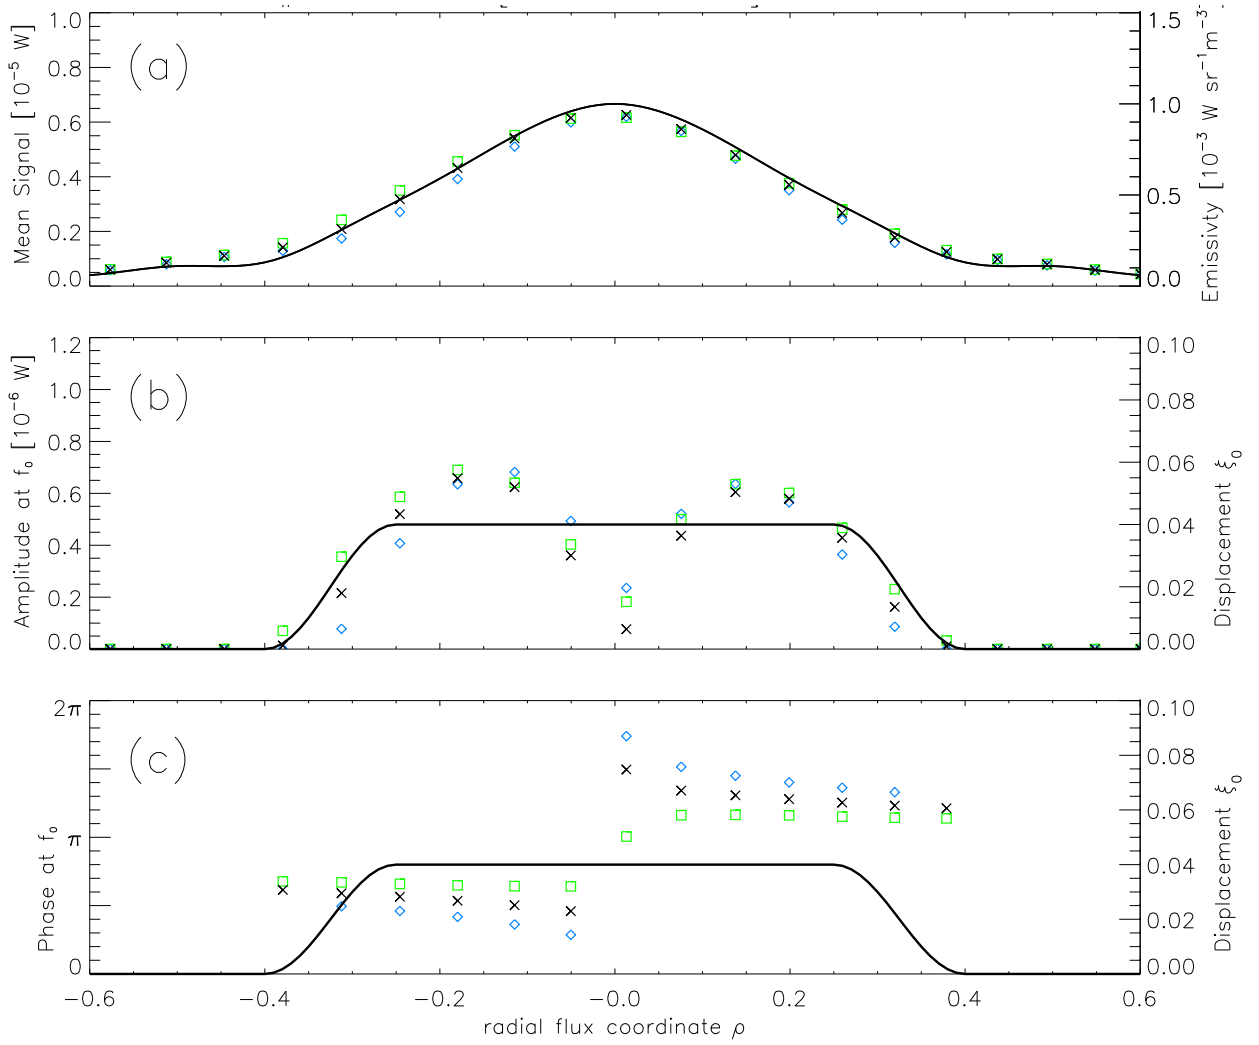 (a)
Mean Signal [10⁻⁵ W]
1.0
0.8
0.6
0.4
0.2
0.0
1.5
1.0
0.5
0.0
Emissivty [10⁻³ W sr⁻¹m⁻³
(b)
Amplitude at f₀ [10⁻⁶ W]
1.2
1.0
0.8
0.6
0.4
0.2
0.0
0.10
0.08
0.06
0.04
0.02
0.00
Displacement ξ₀
(c)
Phase at f₀
2π
π
0
0.10
0.08
0.06
0.04
0.02
0.00
Displacement ξ₀
−0.6 −0.4 −0.2 −0.0 0.2 0.4 0.6
radial flux coordinate ρ